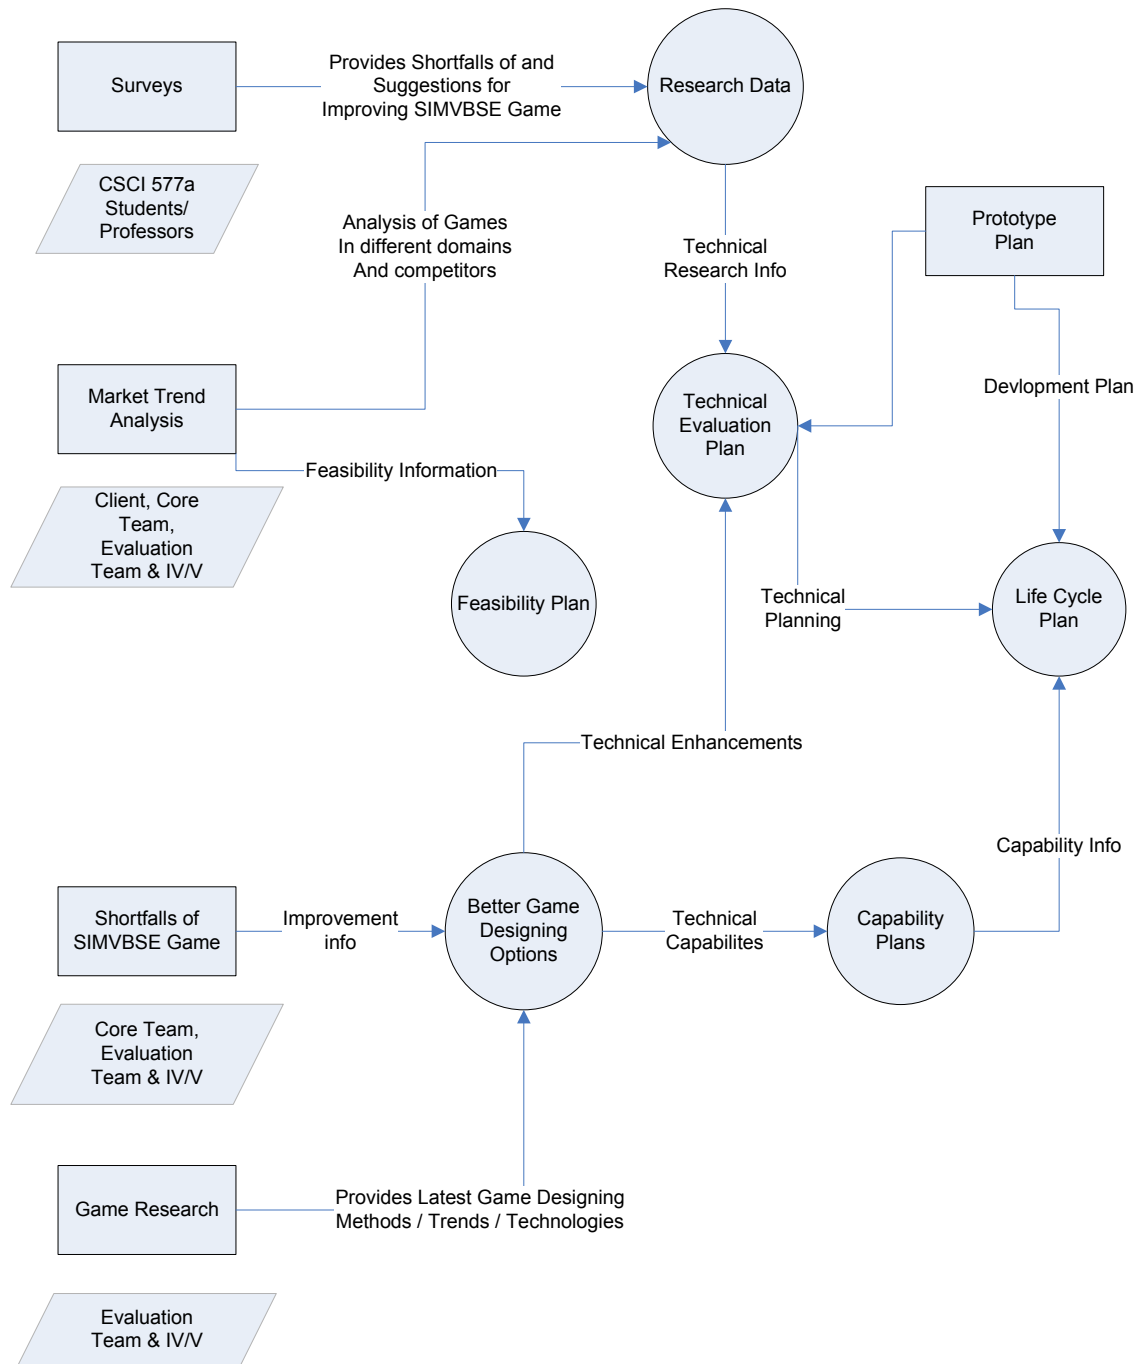 Surveys
Provides Shortfalls of and
Suggestions for
Improving SIMVBSE Game
Research Data
CSCI 577a
Students/
Professors
Analysis of Games
In different domains
And competitors
Technical
Research Info
Prototype
Plan
Market Trend
Analysis
Technical
Evaluation
Plan
Devlopment Plan
Feasibility Information
Client, Core
Team,
Evaluation
Team & IV/V
Feasibility Plan
Technical
Planning
Life Cycle
Plan
Technical Enhancements
Capability Info
Shortfalls of
SIMVBSE Game
Improvement
info
Better Game
Designing
Options
Technical
Capabilites
Capability
Plans
Core Team,
Evaluation
Team & IV/V
Game Research
Provides Latest Game Designing
Methods / Trends / Technologies
Evaluation
Team & IV/V